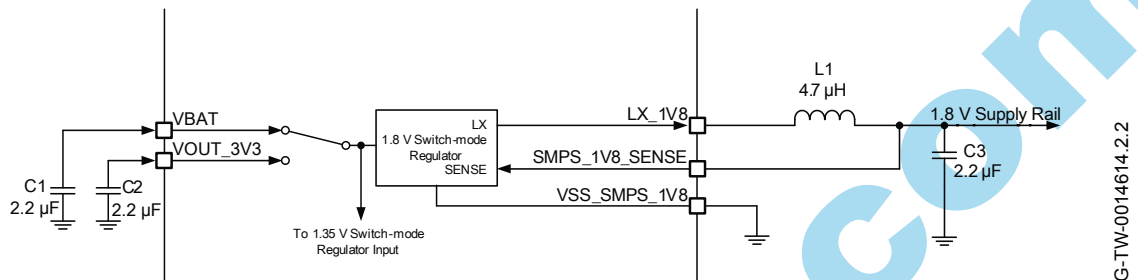 VBAT
VOUT_3V3
C1
2.2 µF
C2
2.2 µF
LX
1.8 V Switch-mode
Regulator
SENSE
To 1.35 V Switch-mode
Regulator Input
LX_1V8
SMPS_1V8_SENSE
VSS_SMPS_1V8
L1
4.7 µH
1.8 V Supply Rail
C3
2.2 µF
G-TW-0014614.2.2
com